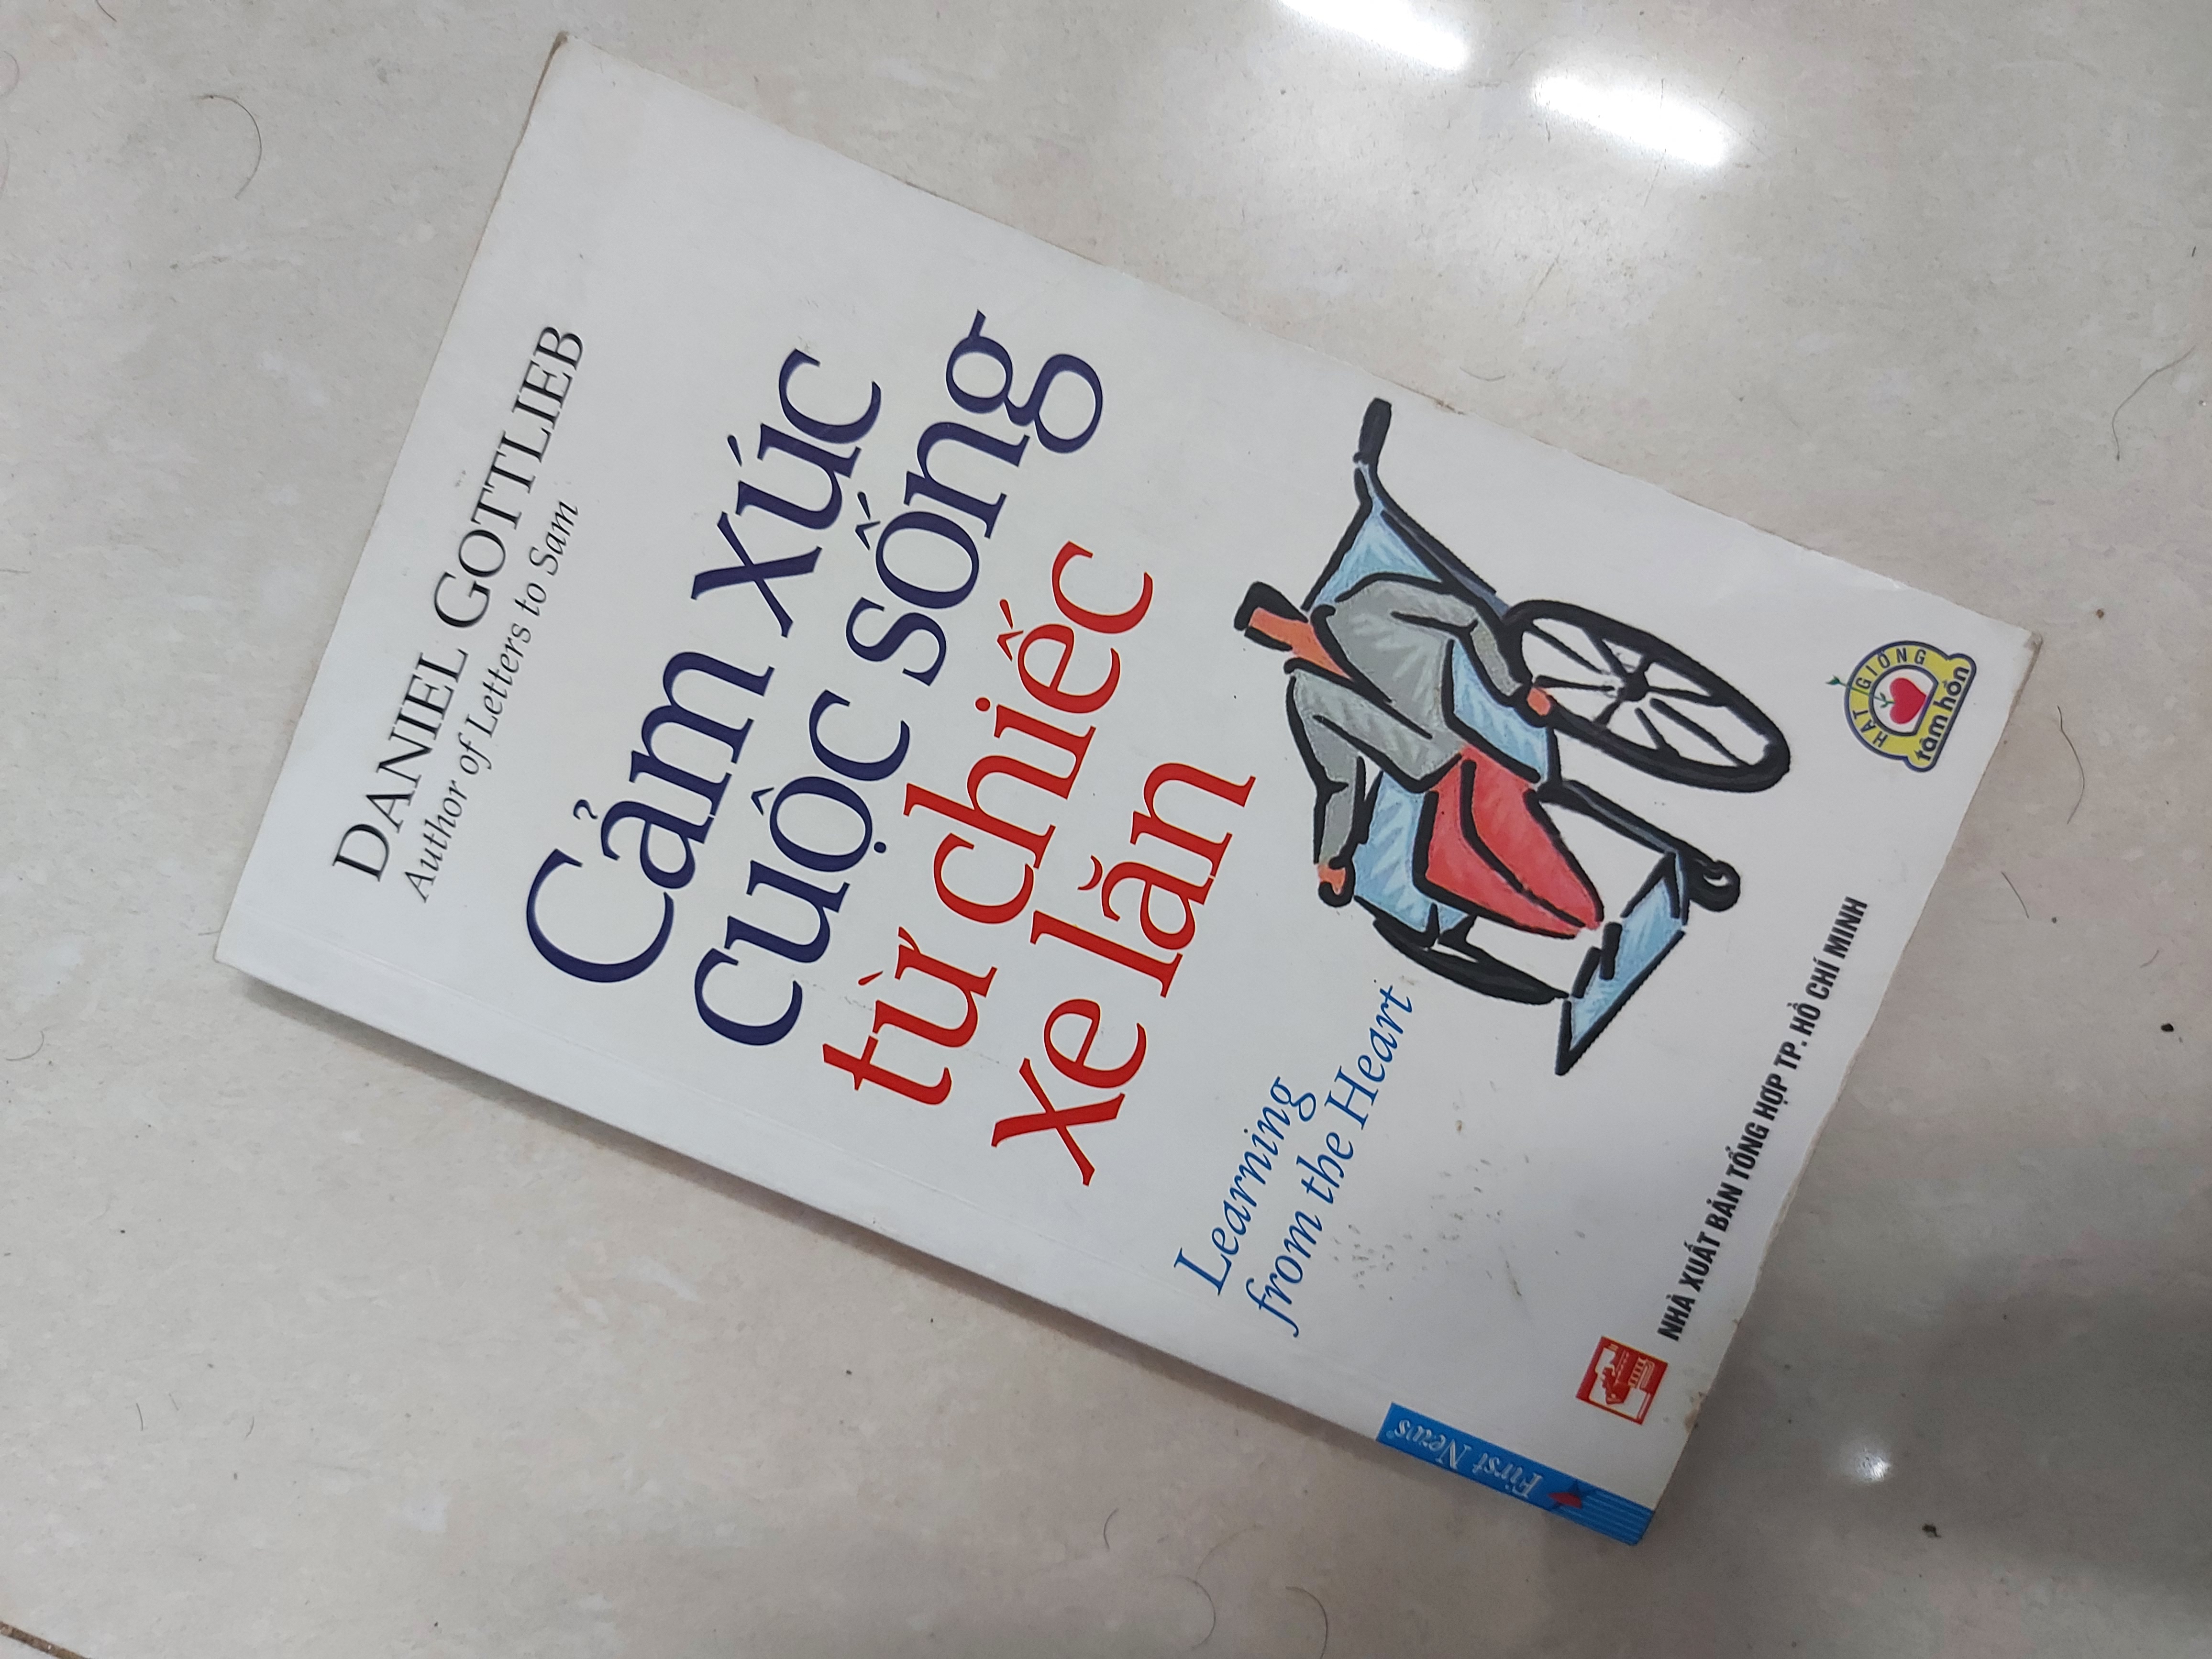 DANIEL GOTTLIEB
Author of Letters to Sam
Cảm xúc
cuộc sống
từ chiếc
xe lăn
Learning
from the Heart
First News®
NHÀ XUẤT BẢN TỔNG HỢP TP. HỒ CHÍ MINH
HẠT GIỐNG
tâm hồn